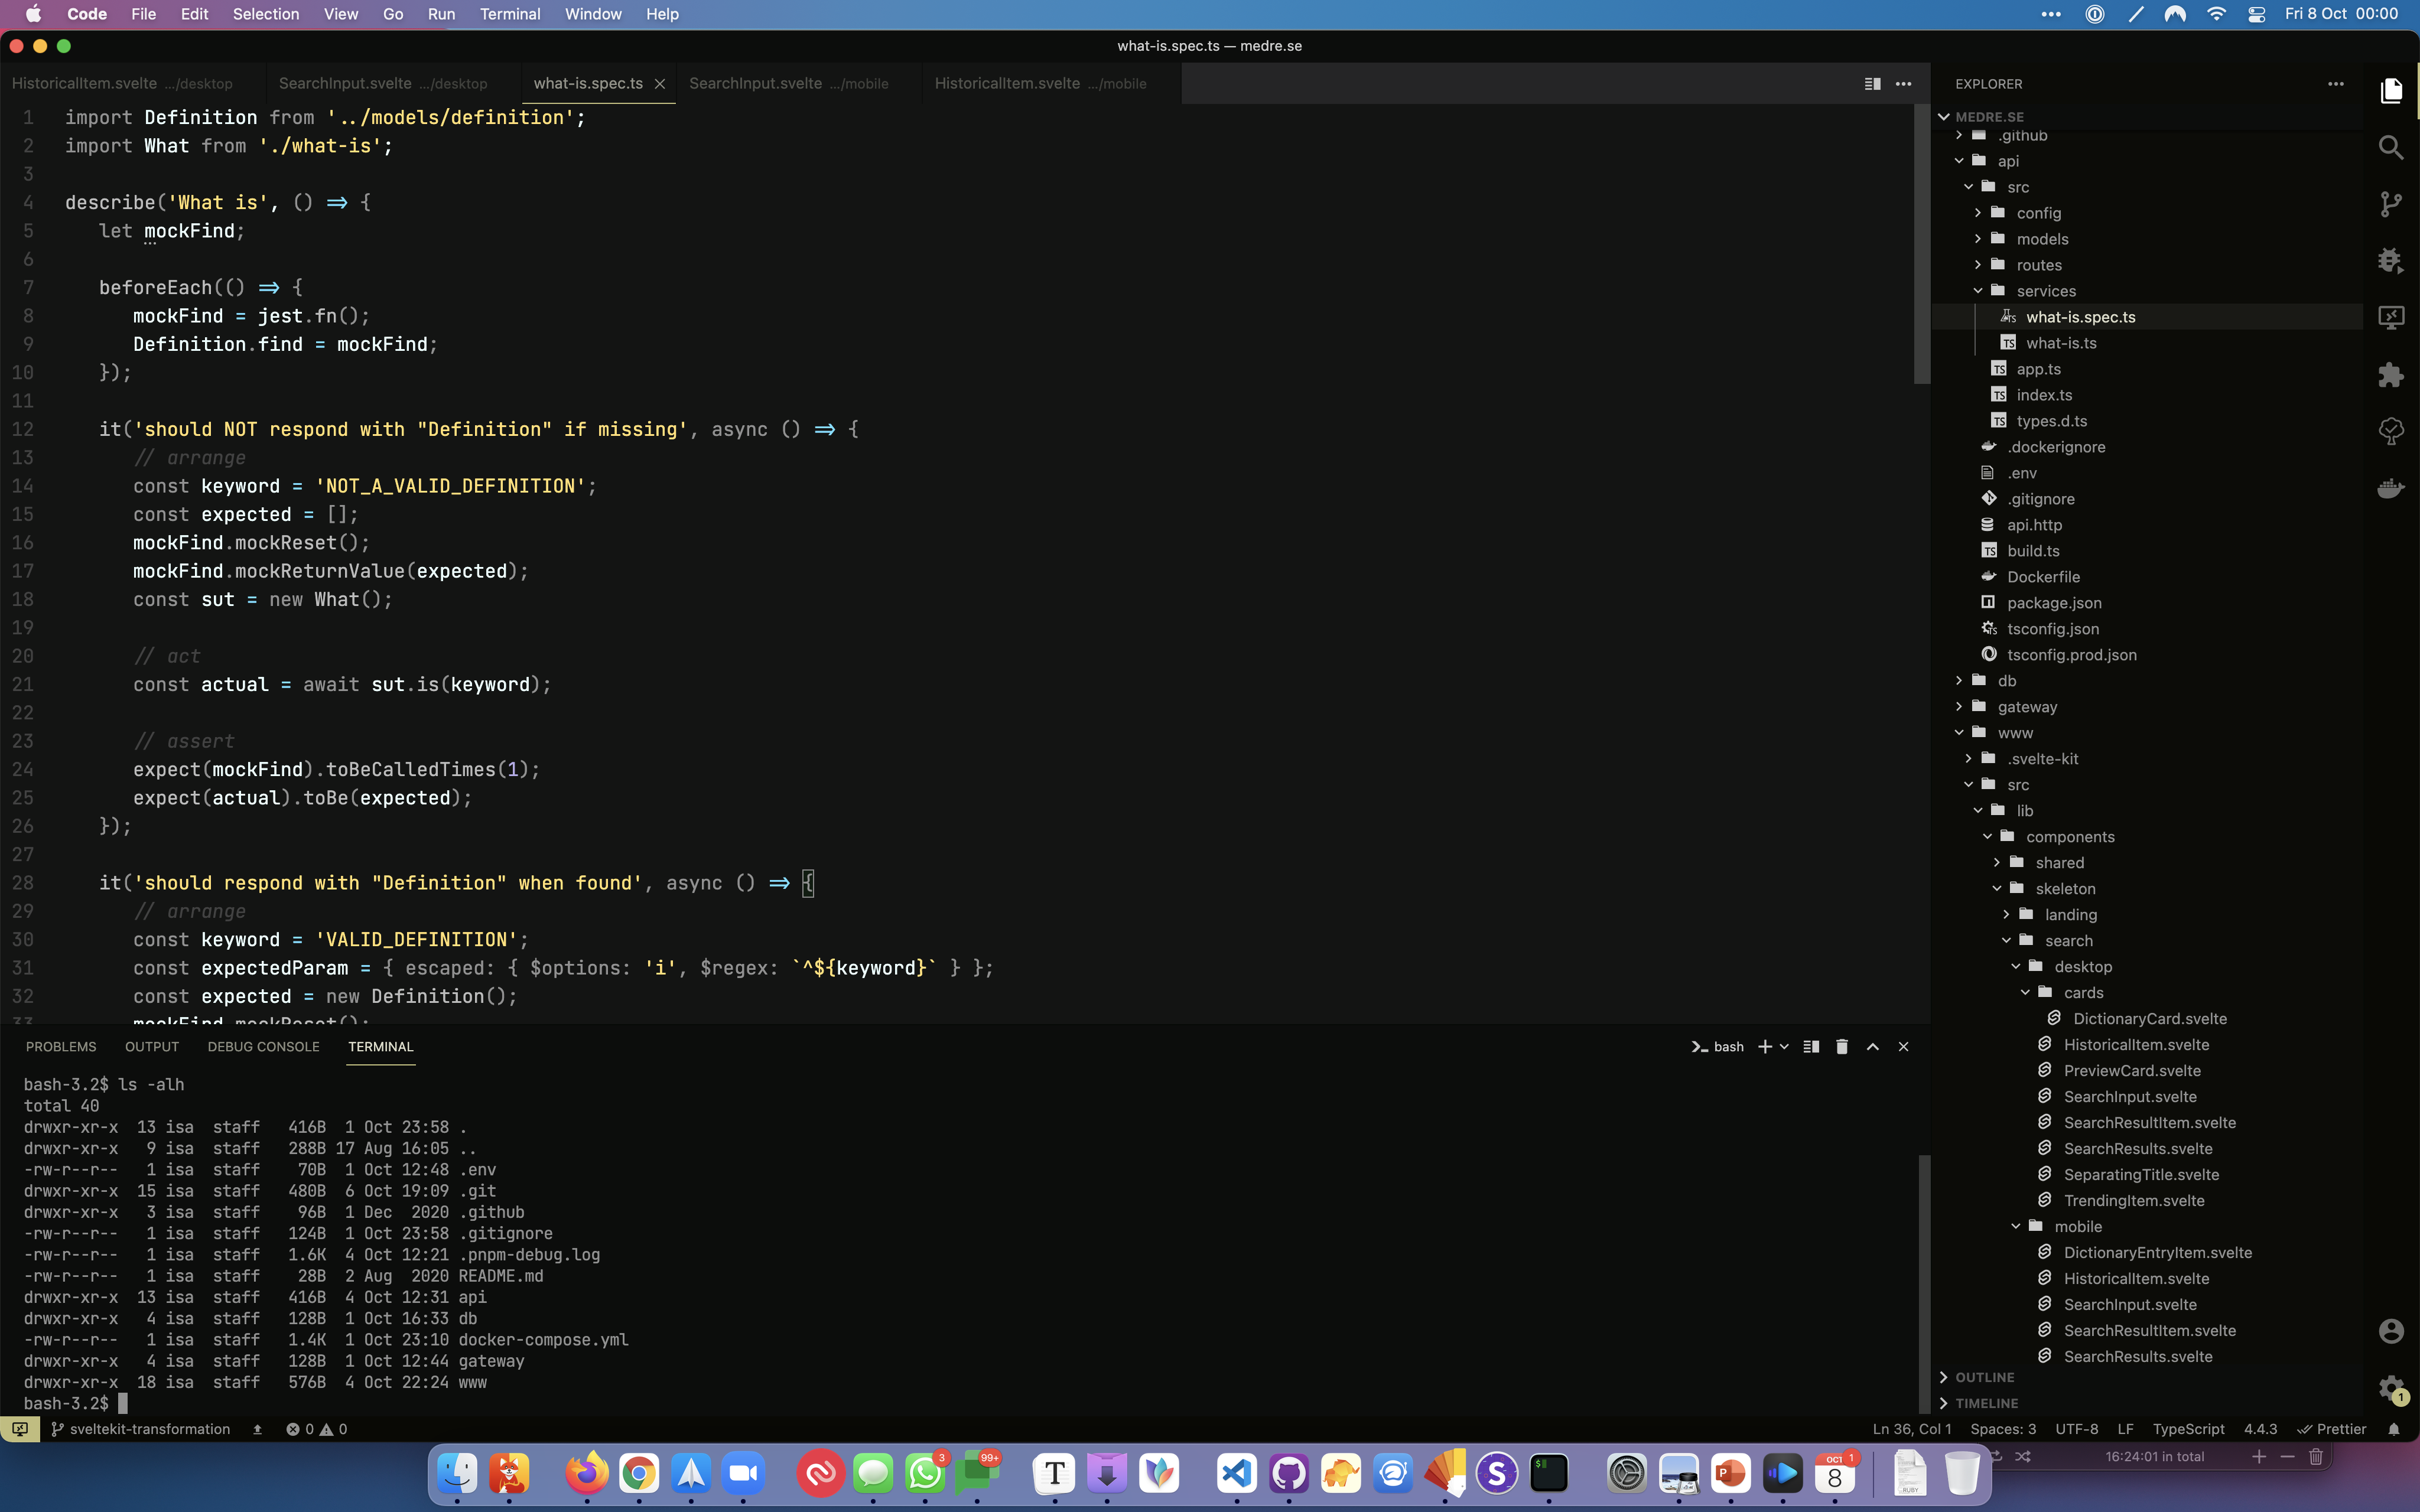 Code File Edit Selection View Go Run Terminal Window Help
Fri 8 Oct 00:00
what-is.spec.ts — medre.se
HistoricalItem.svelte .../desktop
SearchInput.svelte .../desktop
what-is.spec.ts
SearchInput.svelte .../mobile
HistoricalItem.svelte .../mobile
1 import Definition from '../models/definition';
2 import What from './what-is';
3
4 describe('What is', () => {
5 let mockFind;
6
7 beforeEach(() => {
8 mockFind = jest.fn();
9 Definition.find = mockFind;
10 });
11
12 it('should NOT respond with "Definition" if missing', async () => {
13 // arrange
14 const keyword = 'NOT_A_VALID_DEFINITION';
15 const expected = [];
16 mockFind.mockReset();
17 mockFind.mockReturnValue(expected);
18 const sut = new What();
19
20 // act
21 const actual = await sut.is(keyword);
22
23 // assert
24 expect(mockFind).toBeCalledTimes(1);
25 expect(actual).toBe(expected);
26 });
27
28 it('should respond with "Definition" when found', async () => {
29 // arrange
30 const keyword = 'VALID_DEFINITION';
31 const expectedParam = { escaped: { $options: 'i', $regex: `^${keyword}` } };
32 const expected = new Definition();
33 mockFind.mockReset();
PROBLEMS OUTPUT DEBUG CONSOLE TERMINAL
bash
bash-3.2$ ls -alh
total 40
drwxr-xr-x 13 isa staff 416B 1 Oct 23:58 .
drwxr-xr-x 9 isa staff 288B 17 Aug 16:05 ..
-rw-r--r-- 1 isa staff 70B 1 Oct 12:48 .env
drwxr-xr-x 15 isa staff 480B 6 Oct 19:09 .git
drwxr-xr-x 3 isa staff 96B 1 Dec 2020 .github
-rw-r--r-- 1 isa staff 124B 1 Oct 23:58 .gitignore
-rw-r--r-- 1 isa staff 1.6K 4 Oct 12:21 .pnpm-debug.log
-rw-r--r-- 1 isa staff 28B 2 Aug 2020 README.md
drwxr-xr-x 13 isa staff 416B 4 Oct 12:31 api
drwxr-xr-x 4 isa staff 128B 1 Oct 16:33 db
-rw-r--r-- 1 isa staff 1.4K 1 Oct 23:10 docker-compose.yml
drwxr-xr-x 4 isa staff 128B 1 Oct 12:44 gateway
drwxr-xr-x 18 isa staff 576B 4 Oct 22:24 www
bash-3.2$
EXPLORER
MEDRE.SE
.github
api
src
config
models
routes
services
TS what-is.spec.ts
TS what-is.ts
TS app.ts
TS index.ts
TS types.d.ts
.dockerignore
.env
.gitignore
api.http
TS build.ts
Dockerfile
package.json
TS tsconfig.json
tsconfig.prod.json
db
gateway
www
.svelte-kit
src
lib
components
shared
skeleton
landing
search
desktop
cards
DictionaryCard.svelte
HistoricalItem.svelte
PreviewCard.svelte
SearchInput.svelte
SearchResultItem.svelte
SearchResults.svelte
SeparatingTitle.svelte
TrendingItem.svelte
mobile
DictionaryEntryItem.svelte
HistoricalItem.svelte
SearchInput.svelte
SearchResultItem.svelte
SearchResults.svelte
OUTLINE
TIMELINE
1
sveltekit-transformation 0 0
Ln 36, Col 1 Spaces: 3 UTF-8 LF TypeScript 4.4.3 Prettier
3
99+
T
S
$
P
OCT 1
8
RUBY
16:24:01 in total